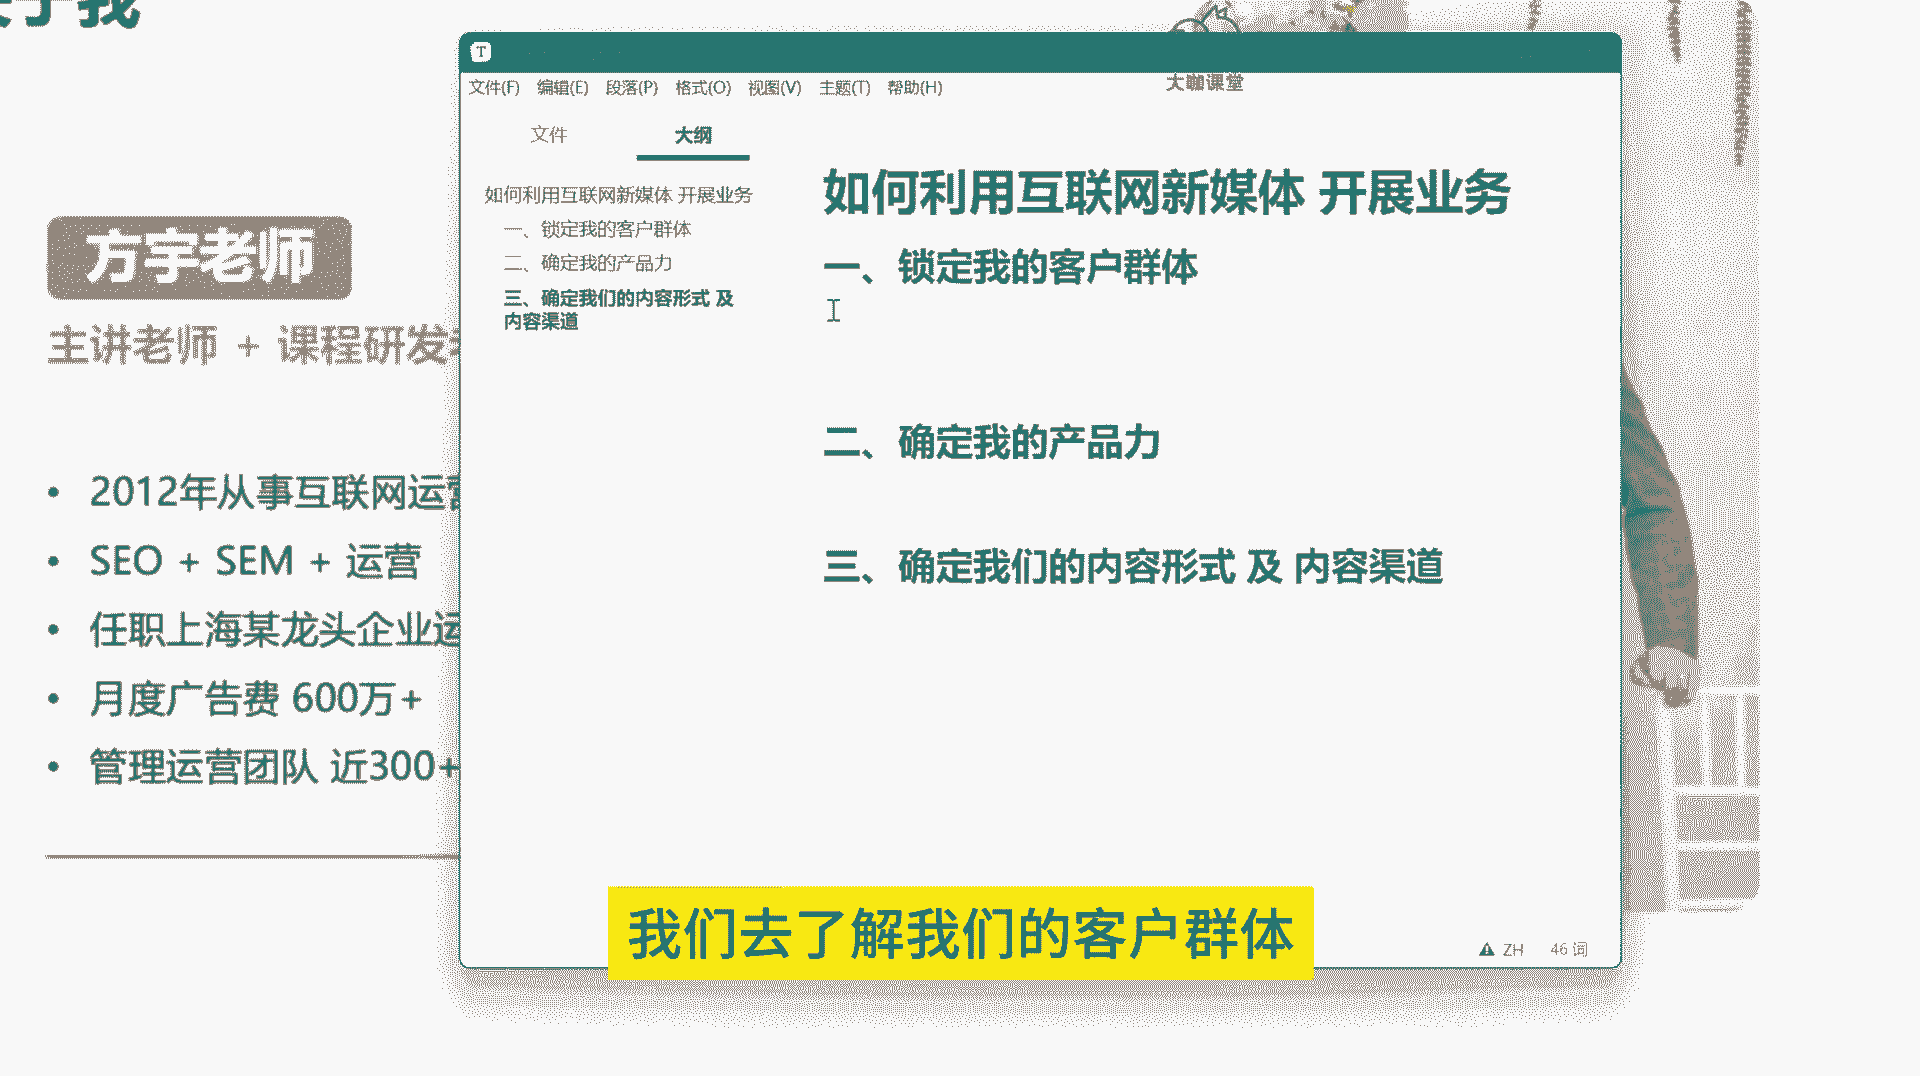 关于我
方宇老师
主讲老师 + 课程研发
2012年从事互联网运营
SEO + SEM + 运营
任职上海某龙头企业运
月度广告费 600万+
管理运营团队 近300+
T
文件(F) 编辑(E) 段落(P) 格式(O) 视图(V) 主题(T) 帮助(H)
大咖课堂
文件 大纲
如何利用互联网新媒体 开展业务
一、锁定我的客户群体
二、确定我的产品力
三、确定我们的内容形式 及
内容渠道
如何利用互联网新媒体 开展业务
一、锁定我的客户群体
二、确定我的产品力
三、确定我们的内容形式 及 内容渠道
ZH 46 词
我们去了解我们的客户群体